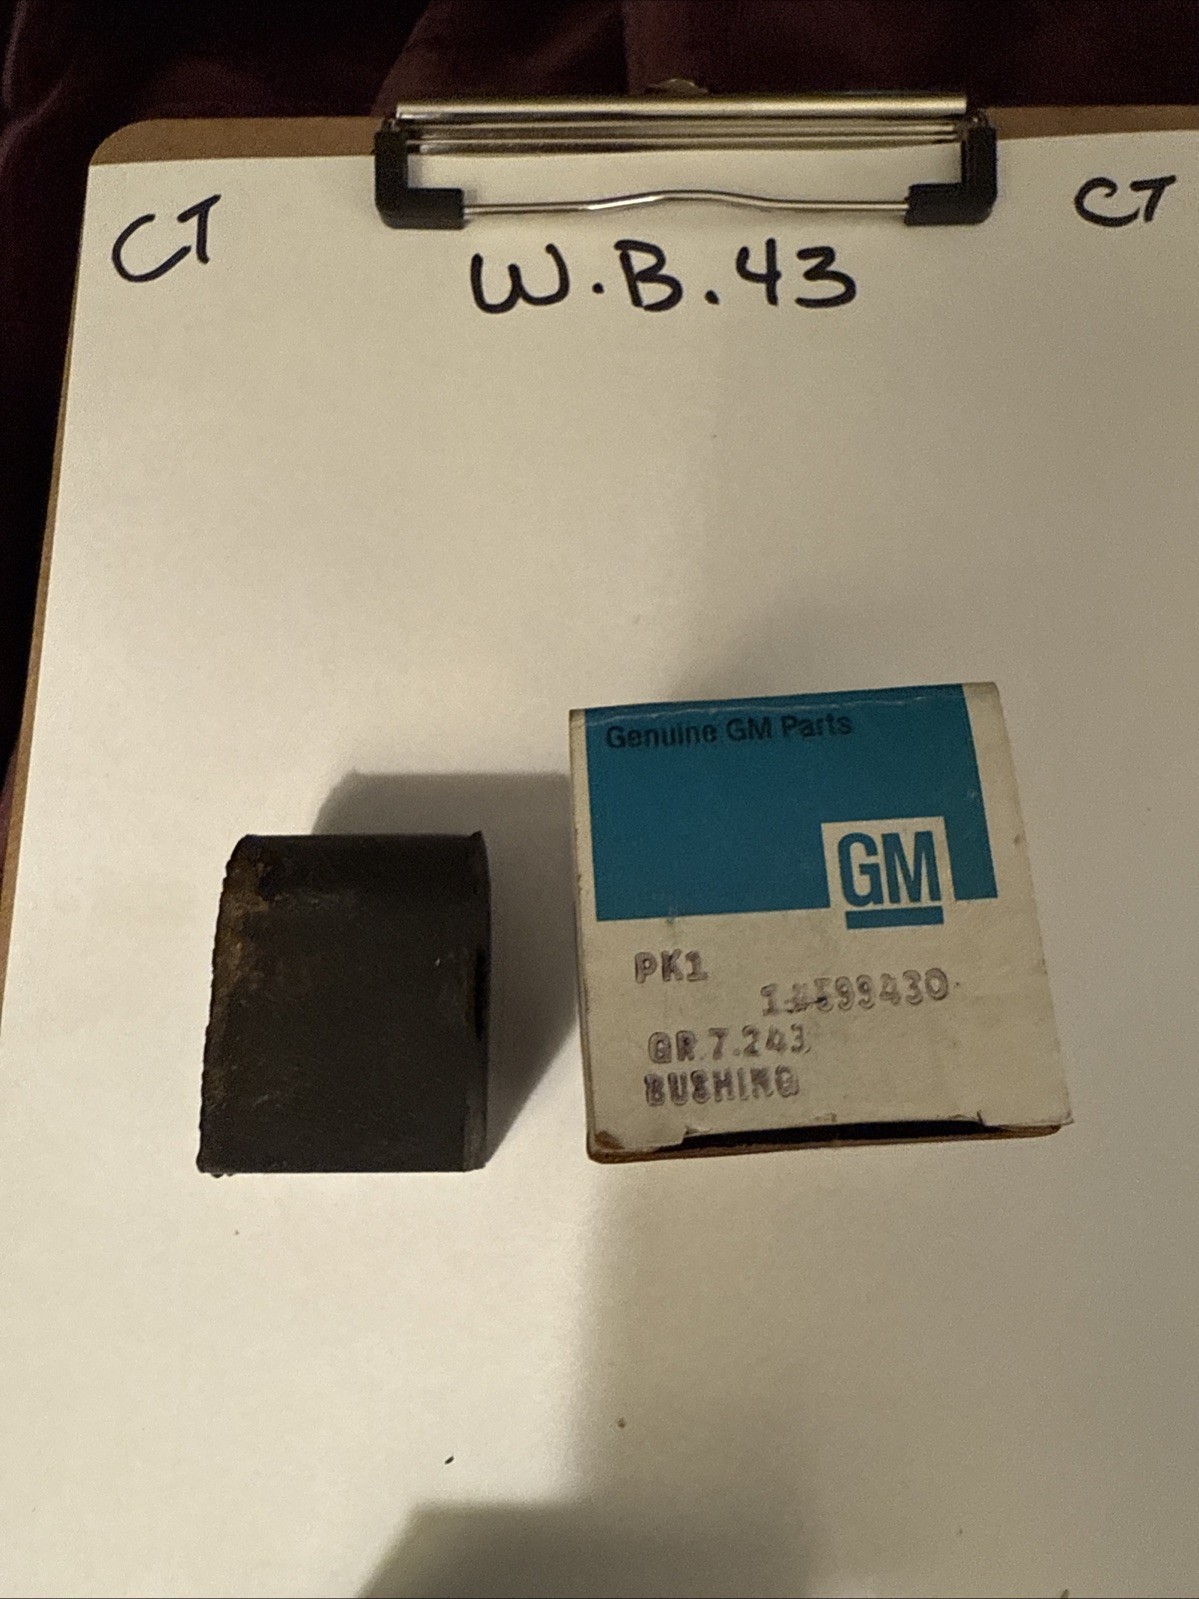 CT
W.B.43
CT
Genuine GM Parts
GM
PK1
GR.7.243
BUSHING